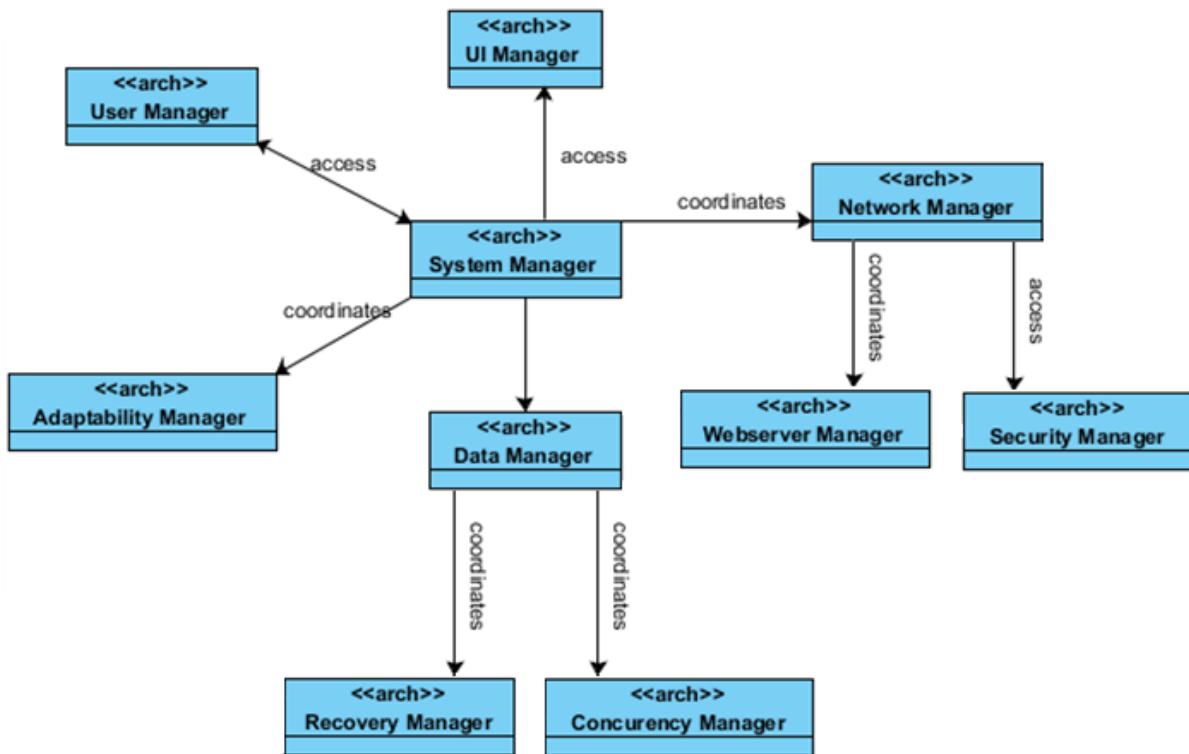 <<arch>>
UI Manager
<<arch>>
User Manager
access
access
<<arch>>
Network Manager
coordinates
<<arch>>
System Manager
coordinates
access
coordinates
<<arch>>
Adaptability Manager
<<arch>>
Data Manager
<<arch>>
Webserver Manager
<<arch>>
Security Manager
coordinates
coordinates
<<arch>>
Recovery Manager
<<arch>>
Concurency Manager